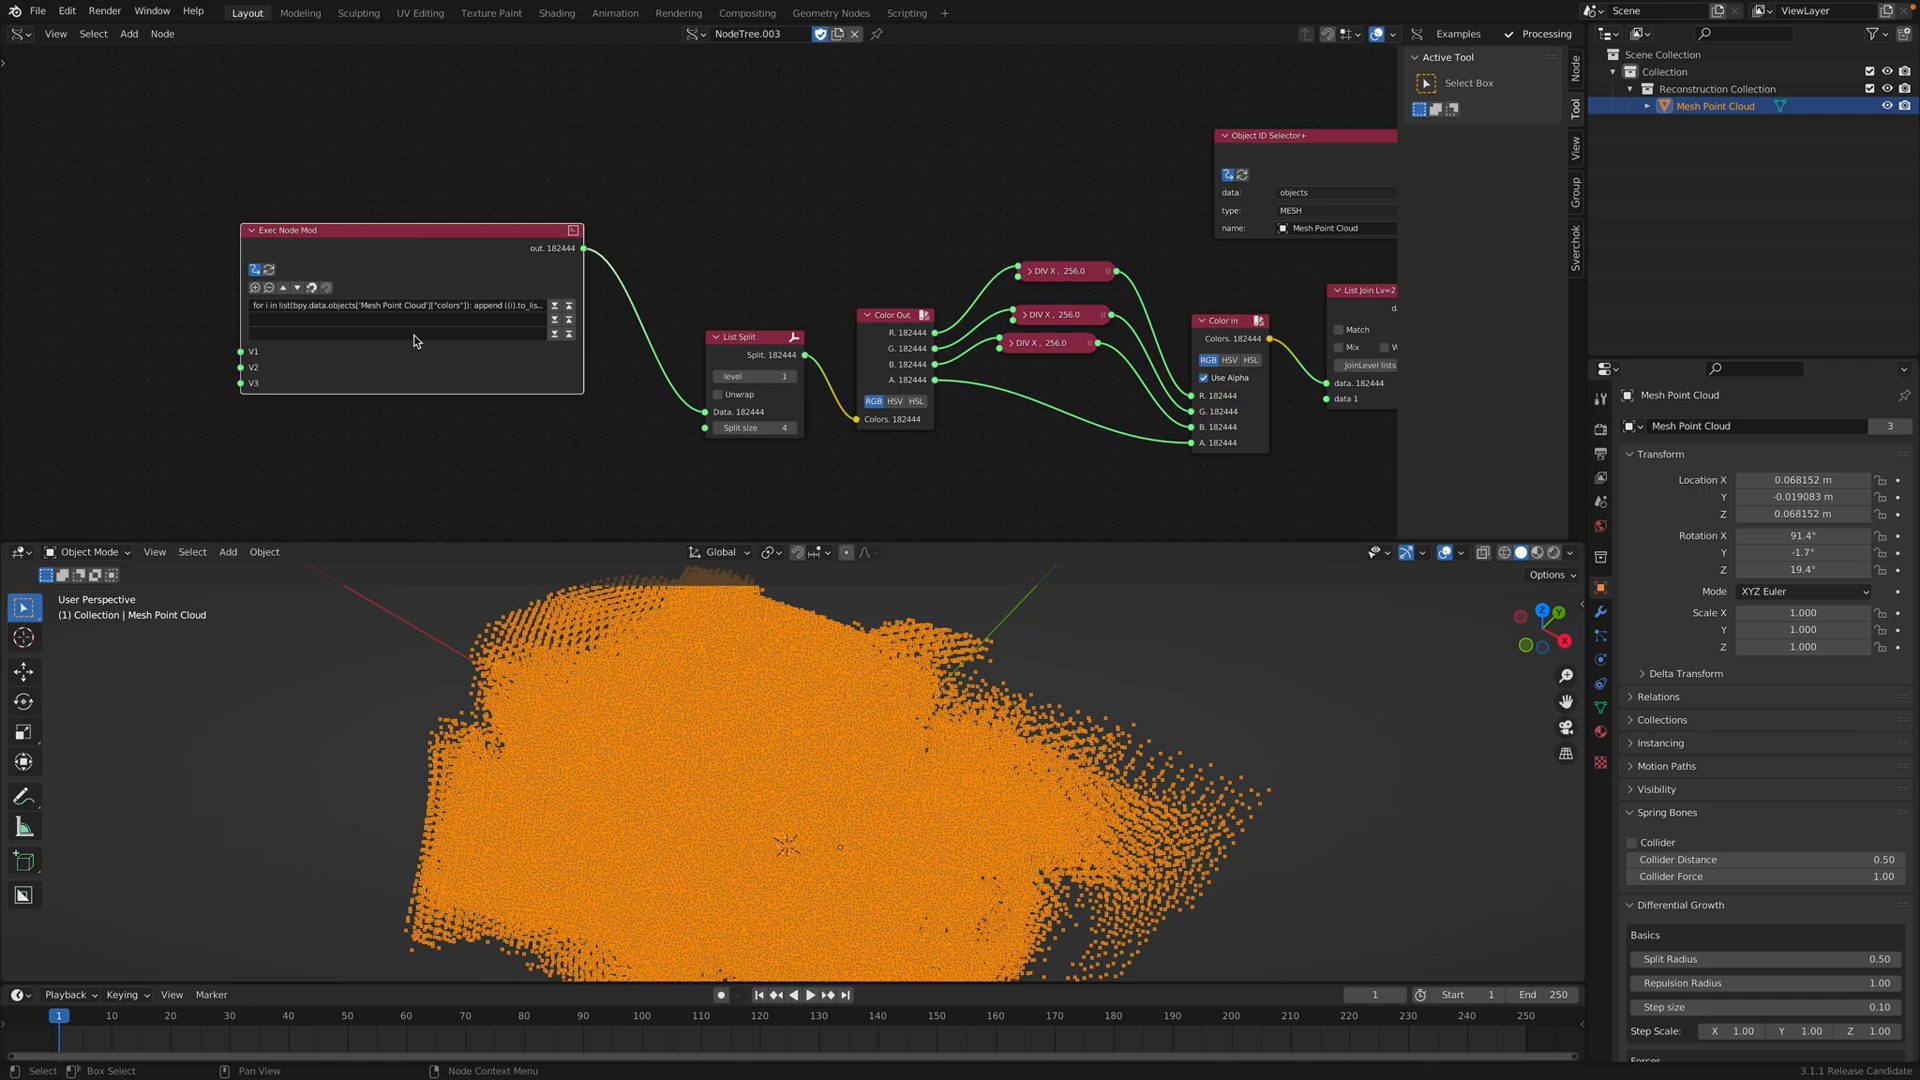 File Edit Render Window Help
Layout Modeling Sculpting UV Editing Texture Paint Shading Animation Rendering Compositing Geometry Nodes Scripting +
Scene ViewLayer
View Select Add Node NodeTree.003 Examples Processing
Active Tool
Select Box
Node
Tool
View
Group
Sverchok
Scene Collection
Collection
Reconstruction Collection
Mesh Point Cloud
Object ID Selector+
data: objects
type: MESH
name: Mesh Point Cloud
Exec Node Mod
out. 182444
for i in list(bpy.data.objects['Mesh Point Cloud']["colors"]): append ((i).to_lis...
V1
V2
V3
List Split
Split. 182444
level 1
Unwrap
Data. 182444
Split size 4
Color Out
R. 182444
G. 182444
B. 182444
A. 182444
RGB HSV HSL
Colors. 182444
DIV X , 256.0
DIV X , 256.0
DIV X , 256.0
Color in
Colors. 182444
RGB HSV HSL
Use Alpha
R. 182444
G. 182444
B. 182444
A. 182444
List Join Lv=2
Match
Mix
JoinLevel lists
data. 182444
data 1
Object Mode View Select Add Object Global
Options
User Perspective
(1) Collection | Mesh Point Cloud
Z
Y
X
Mesh Point Cloud
Mesh Point Cloud 3
Transform
Location X 0.068152 m
Y -0.019083 m
Z 0.068152 m
Rotation X 91.4°
Y -1.7°
Z 19.4°
Mode XYZ Euler
Scale X 1.000
Y 1.000
Z 1.000
Delta Transform
Relations
Collections
Instancing
Motion Paths
Visibility
Spring Bones
Collider
Collider Distance 0.50
Collider Force 1.00
Differential Growth
Basics
Split Radius 0.50
Repulsion Radius 1.00
Step size 0.10
Step Scale: X 1.00 Y 1.00 Z 1.00
Playback Keying View Marker
1 Start 1 End 250
1 10 20 30 40 50 60 70 80 90 100 110 120 130 140 150 160 170 180 190 200 210 220 230 240 250
Select Box Select Pan View Node Context Menu 3.1.1 Release Candidate